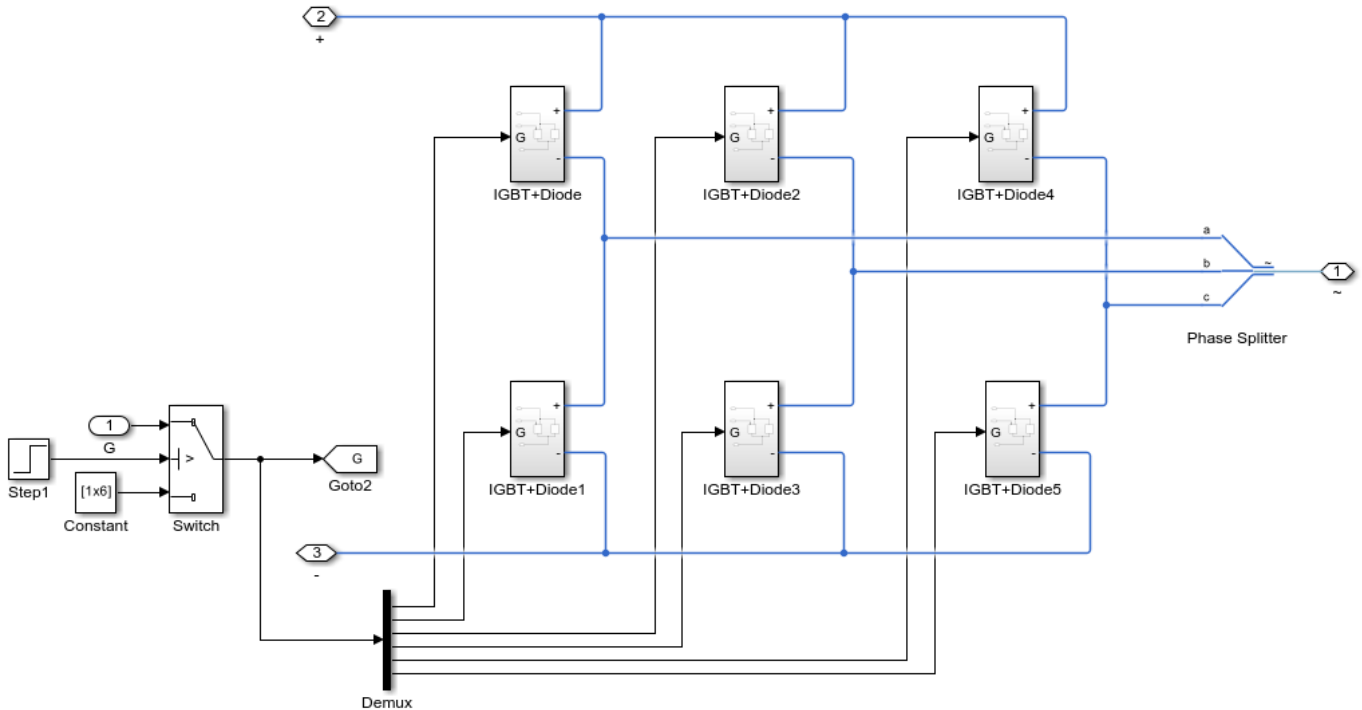 2
+
+
G
-
IGBT+Diode
+
G
-
IGBT+Diode2
+
G
-
IGBT+Diode4
a
b
c
~
1
~
Phase Splitter
1
G
Step1
[1x6]
Constant
>
Switch
G
Goto2
+
G
-
IGBT+Diode1
+
G
-
IGBT+Diode3
+
G
-
IGBT+Diode5
3
-
Demux